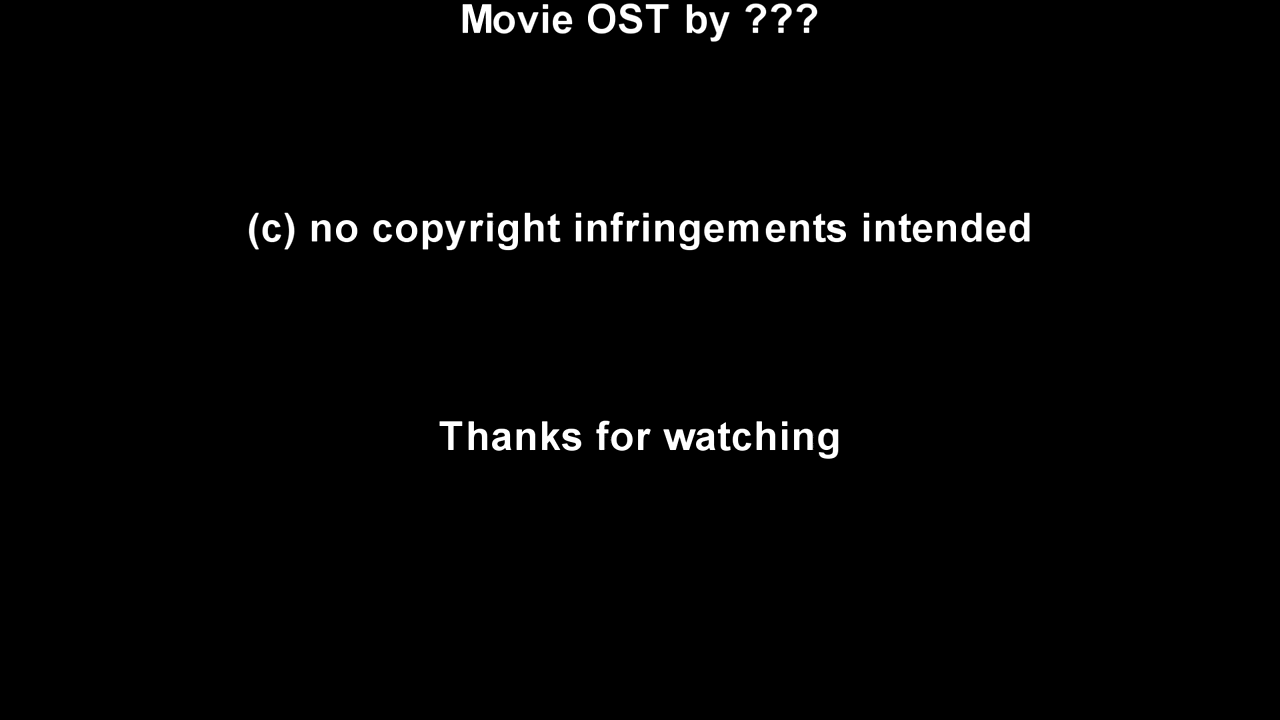 Movie OST by ???
(c) no copyright infringements intended
Thanks for watching